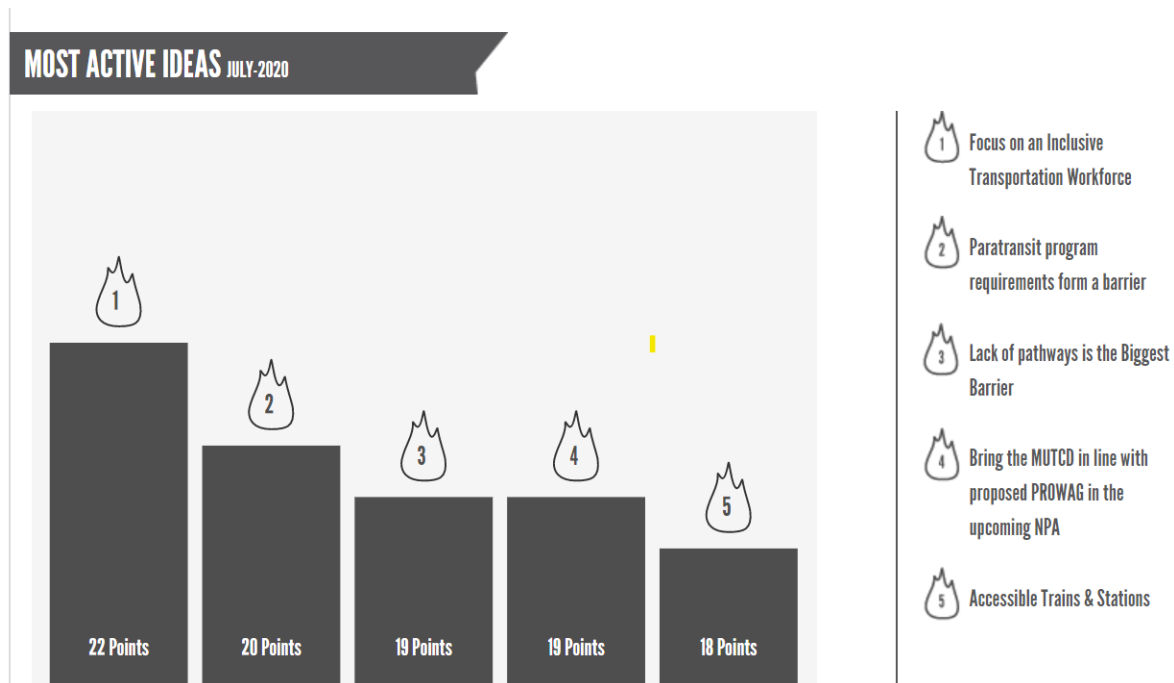 MOST ACTIVE IDEAS JULY-2020
1
2
3
4
5
22 Points
20 Points
19 Points
19 Points
18 Points
1 Focus on an Inclusive
Transportation Workforce
2 Paratransit program
requirements form a barrier
3 Lack of pathways is the Biggest
Barrier
4 Bring the MUTCD in line with
proposed PROWAG in the
upcoming NPA
5 Accessible Trains & Stations